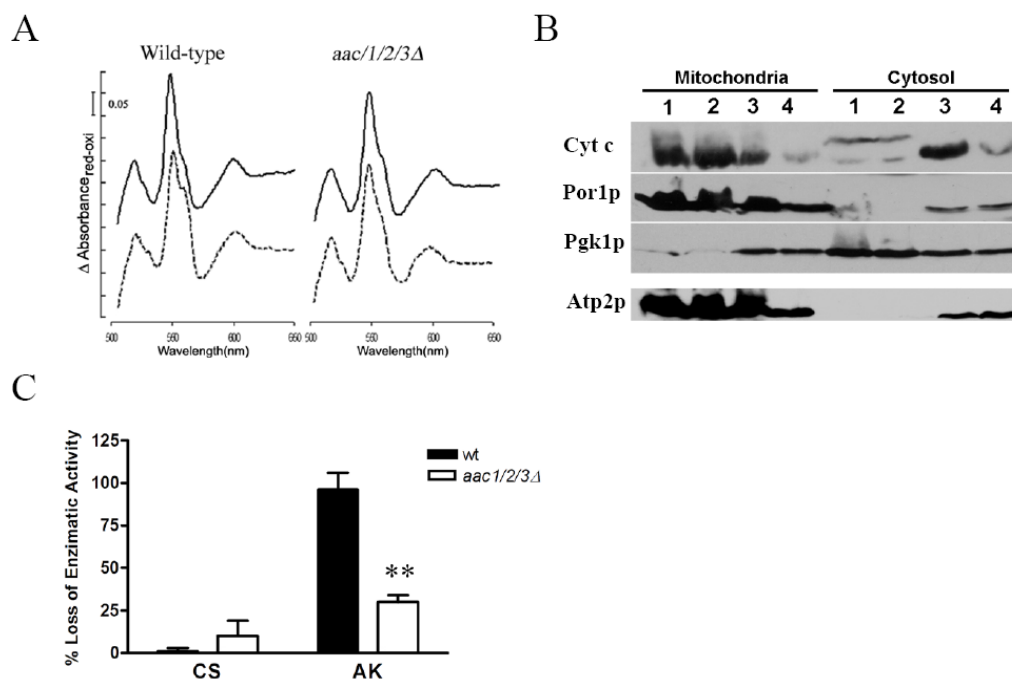 A
Wild-type
aac/1/2/3Δ
0.05
Δ Absorbance red-oxi
500 550 600 650
500 550 600 650
Wavelength(nm)
Wavelength(nm)
B
Mitochondria
Cytosol
1 2 3 4 1 2 3 4
Cyt c
Por1p
Pgk1p
Atp2p
C
% Loss of Enzimatic Activity
125
100
75
50
25
0
wt
aac1/2/3Δ
**
CS
AK